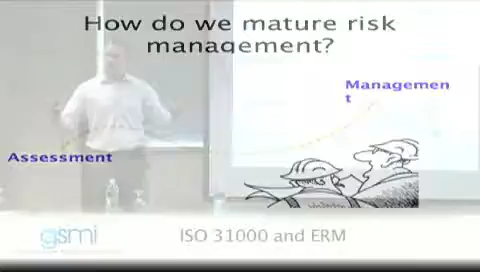 How do we mature risk
management?
Managemen
t
Assessment
gsmi
ISO 31000 and ERM